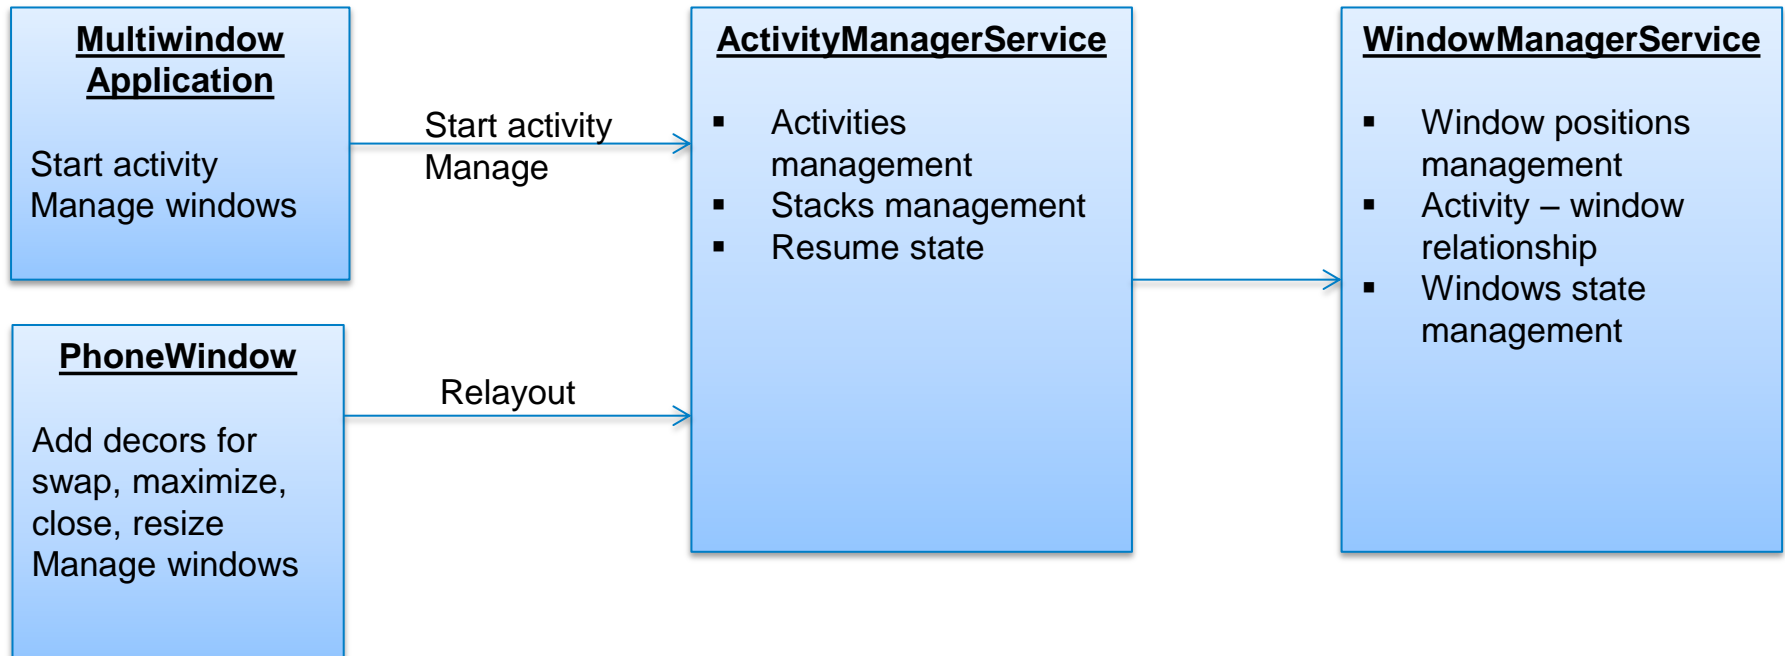 Multiwindow
Application
Start activity
Manage windows
Start activity
Manage
PhoneWindow
Add decors for
swap, maximize,
close, resize
Manage windows
Relayout
ActivityManagerService
▪ Activities
management
▪ Stacks management
▪ Resume state
WindowManagerService
▪ Window positions
management
▪ Activity – window
relationship
▪ Windows state
management